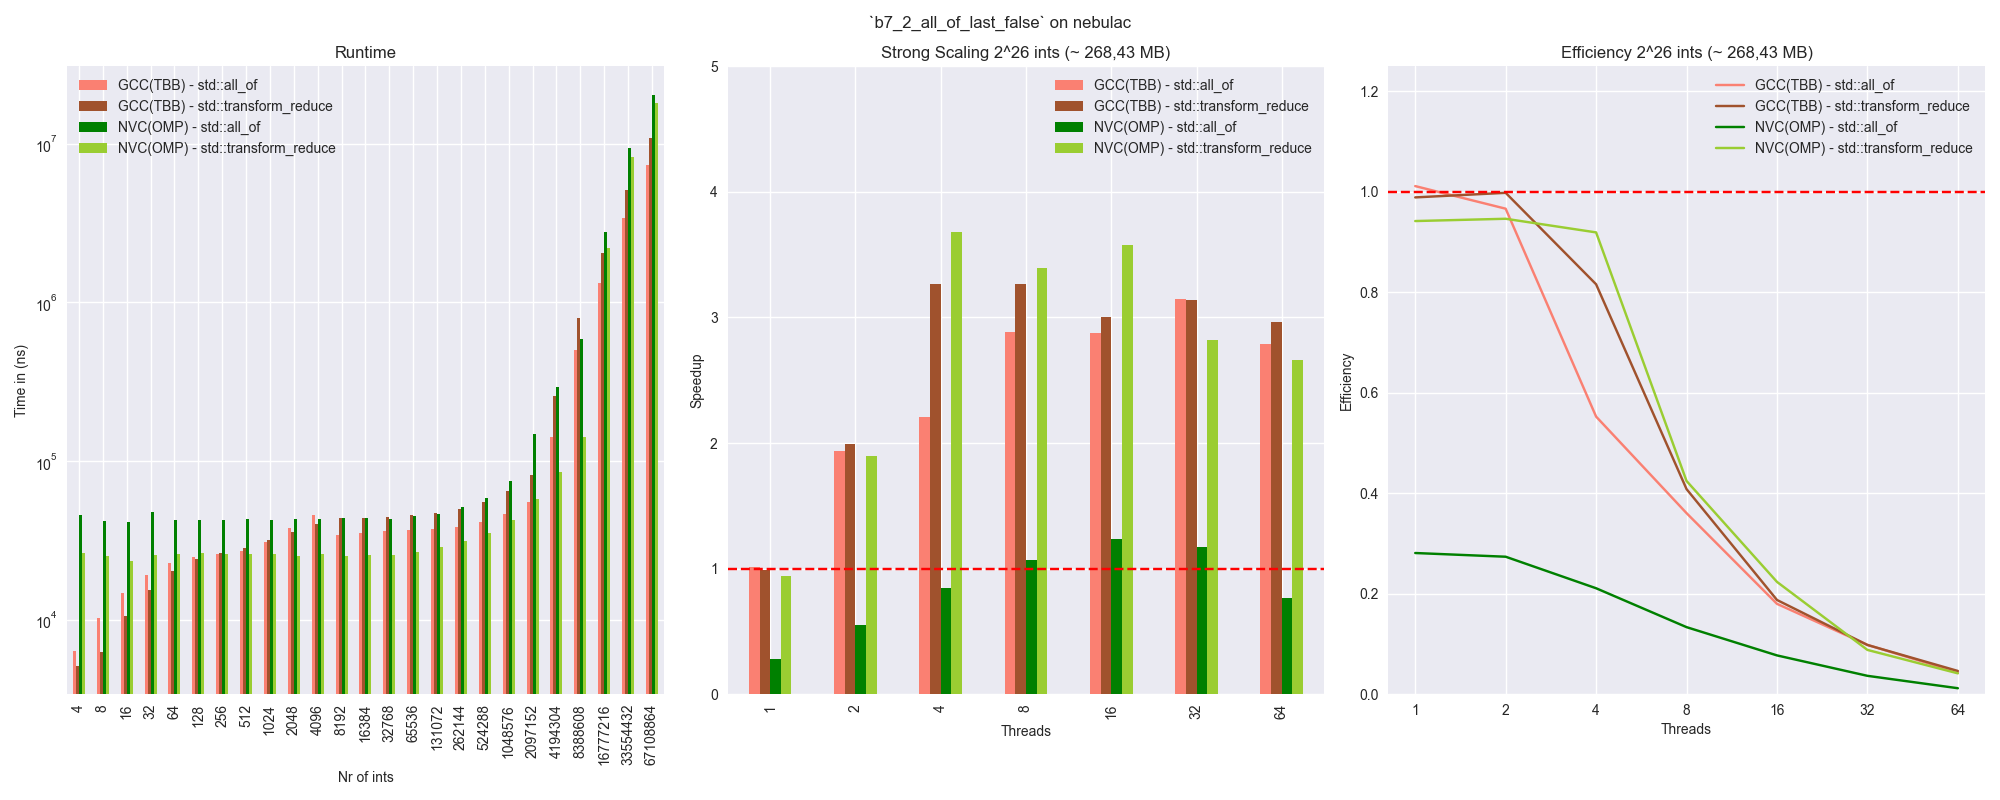 `b7_2_all_of_last_false` on nebulac
Runtime
GCC(TBB) - std::all_of
GCC(TBB) - std::transform_reduce
NVC(OMP) - std::all_of
NVC(OMP) - std::transform_reduce
10^7
10^6
10^5
10^4
Time in (ns)
4
8
16
32
64
128
256
512
1024
2048
4096
8192
16384
32768
65536
131072
262144
524288
1048576
2097152
4194304
8388608
16777216
33554432
67108864
Nr of ints
Strong Scaling 2^26 ints (~ 268,43 MB)
GCC(TBB) - std::all_of
GCC(TBB) - std::transform_reduce
NVC(OMP) - std::all_of
NVC(OMP) - std::transform_reduce
5
4
3
2
1
0
Speedup
1
2
4
8
16
32
64
Threads
Efficiency 2^26 ints (~ 268,43 MB)
GCC(TBB) - std::all_of
GCC(TBB) - std::transform_reduce
NVC(OMP) - std::all_of
NVC(OMP) - std::transform_reduce
1.2
1.0
0.8
0.6
0.4
0.2
0.0
Efficiency
1
2
4
8
16
32
64
Threads